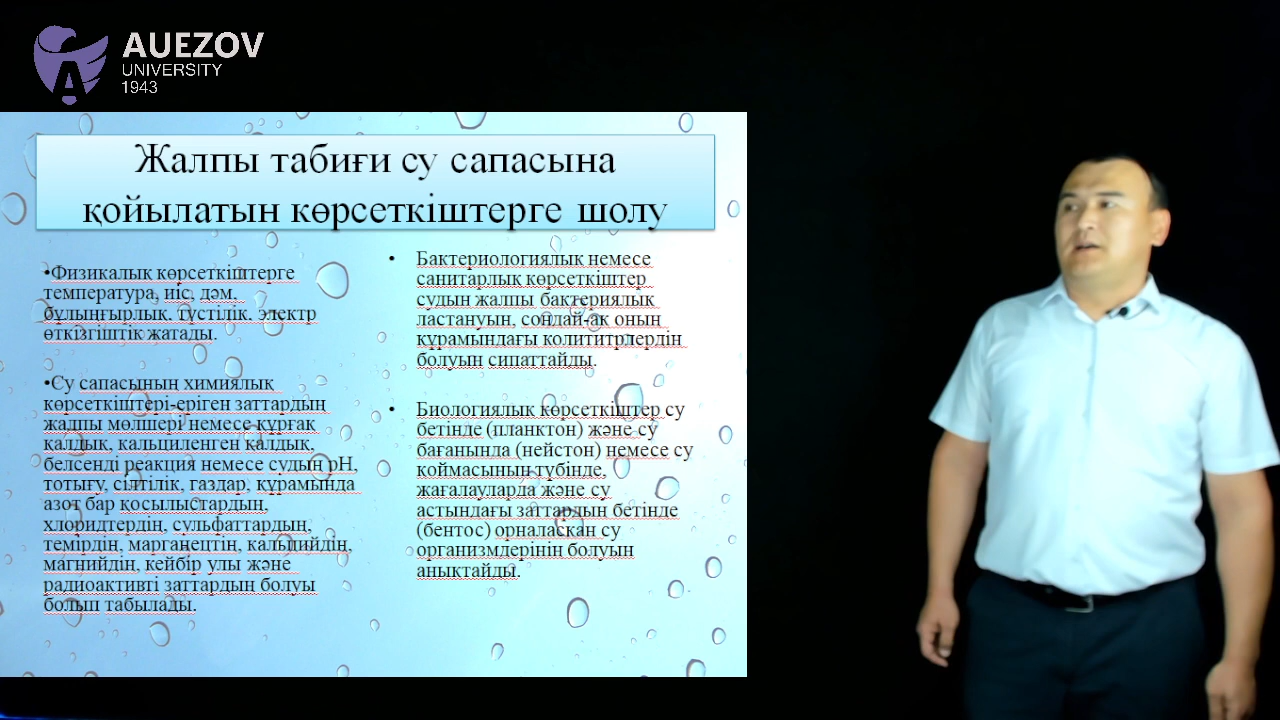 AUEZOV
UNIVERSITY
1943
Жалпы табиғи су сапасына
қойылатын көрсеткіштерге шолу
•Физикалық көрсеткіштерге
температура, иіс, дәм,
бұлыңғырлық, түстілік, электр
өткізгіштік жатады.
•Су сапасының химиялық
көрсеткіштері-еріген заттардың
жалпы мөлшері немесе құрғақ
қалдық, кальциленген қалдық,
белсенді реакция немесе судың рН,
тотығу, сілтілік, газдар, құрамында
азот бар қосылыстардың,
хлоридтердің, сульфаттардың,
темірдің, марганецтің, кальцийдің,
магнийдің, кейбір улы және
радиоактивті заттардың болуы
болып табылады.
• Бактериологиялық немесе
санитарлық көрсеткіштер
судың жалпы бактериялық
ластануын, сондай-ақ оның
құрамындағы колититрлердің
болуын сипаттайды.
• Биологиялық көрсеткіштер су
бетінде (планктон) және су
бағанында (нейстон) немесе су
қоймасының түбінде,
жағалауларда және су
астындағы заттардың бетінде
(бентос) орналасқан су
организмдерінің болуын
анықтайды.